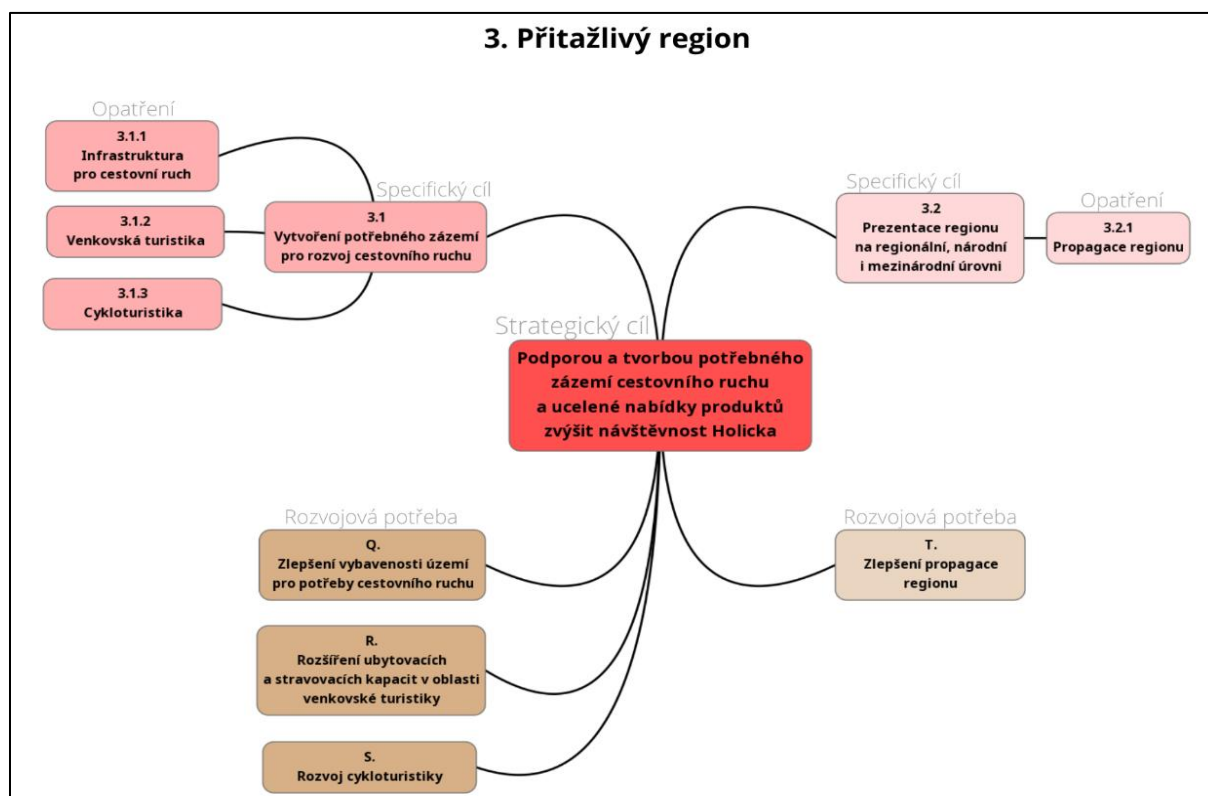 3. Přitažlivý region
Opatření
3.1.1
Infrastruktura
pro cestovní ruch
3.1.2
Venkovská turistika
3.1.3
Cykloturistika
Specifický cíl
3.1
Vytvoření potřebného zázemí
pro rozvoj cestovního ruchu
Specifický cíl
3.2
Prezentace regionu
na regionální, národní
i mezinárodní úrovni
Opatření
3.2.1
Propagace regionu
Strategický cíl
Podporou a tvorbou potřebného
zázemí cestovního ruchu
a ucelené nabídky produktů
zvýšit návštěvnost Holicka
Rozvojová potřeba
Q.
Zlepšení vybavenosti území
pro potřeby cestovního ruchu
R.
Rozšíření ubytovacích
a stravovacích kapacit v oblasti
venkovské turistiky
S.
Rozvoj cykloturistiky
Rozvojová potřeba
T.
Zlepšení propagace
regionu